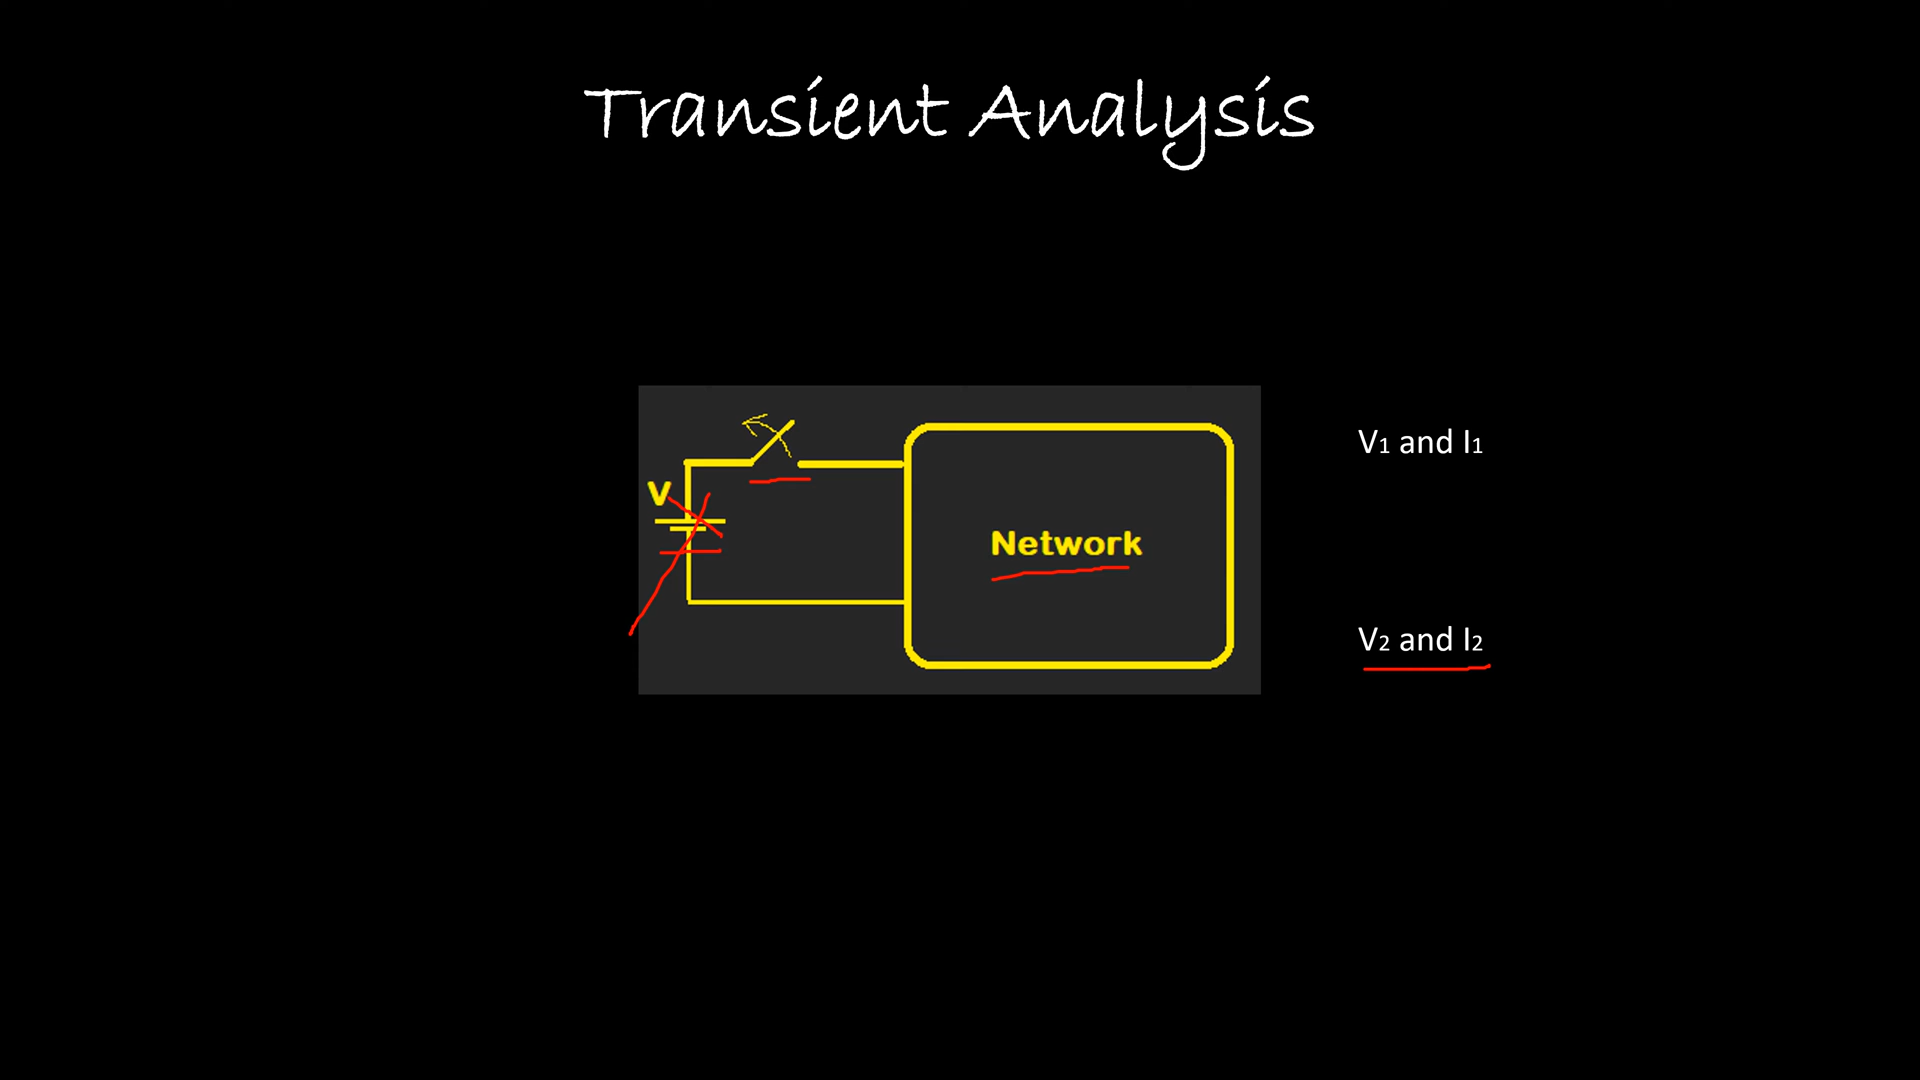 Transient Analysis
V1 and I1
V
Network
V2 and I2